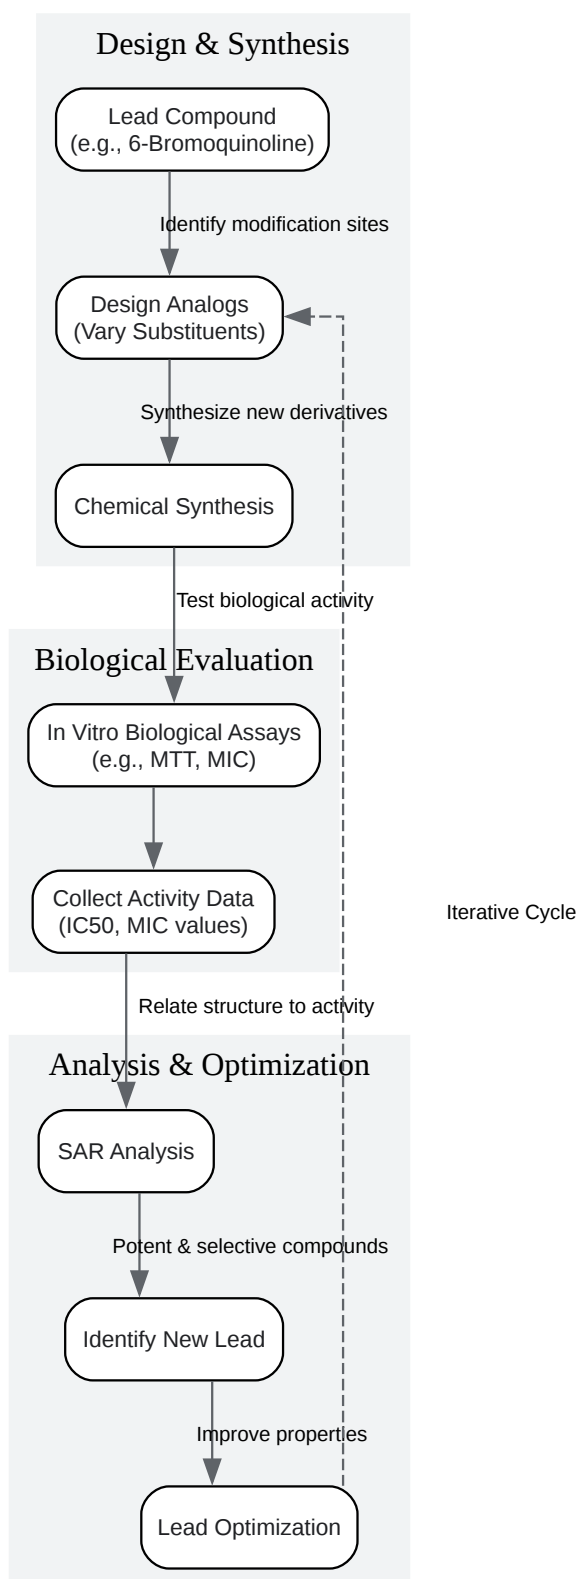 Design & Synthesis
Lead Compound
(e.g., 6-Bromoquinoline)
Identify modification sites
Design Analogs
(Vary Substituents)
Synthesize new derivatives
Chemical Synthesis
Test biological activity
Biological Evaluation
In Vitro Biological Assays
(e.g., MTT, MIC)
Collect Activity Data
(IC50, MIC values)
Iterative Cycle
Relate structure to activity
Analysis & Optimization
SAR Analysis
Potent & selective compounds
Identify New Lead
Improve properties
Lead Optimization